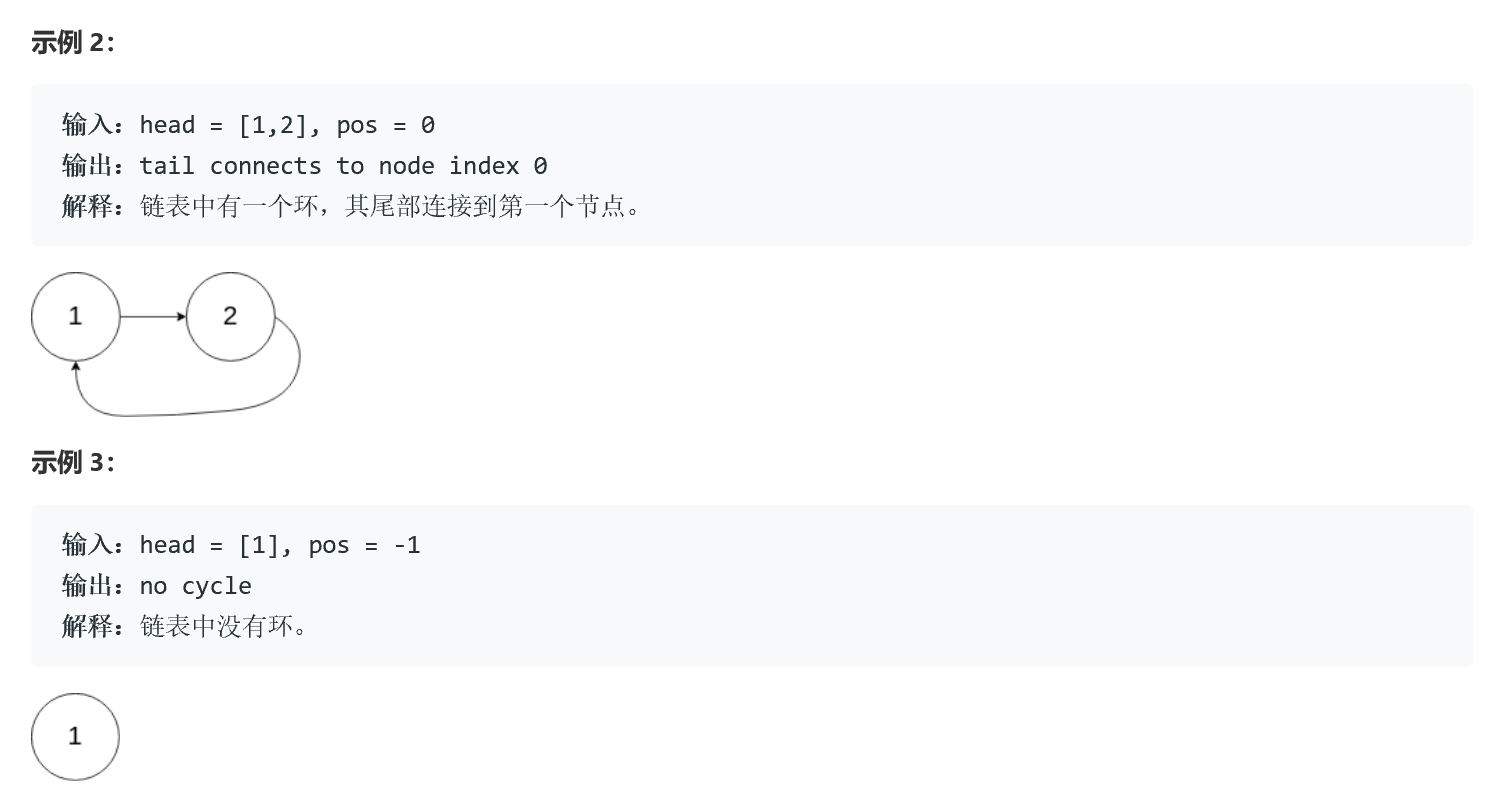 示例 2：
输入：head = [1,2], pos = 0
输出：tail connects to node index 0
解释：链表中有一个环，其尾部连接到第一个节点。
1
2
示例 3：
输入：head = [1], pos = -1
输出：no cycle
解释：链表中没有环。
1